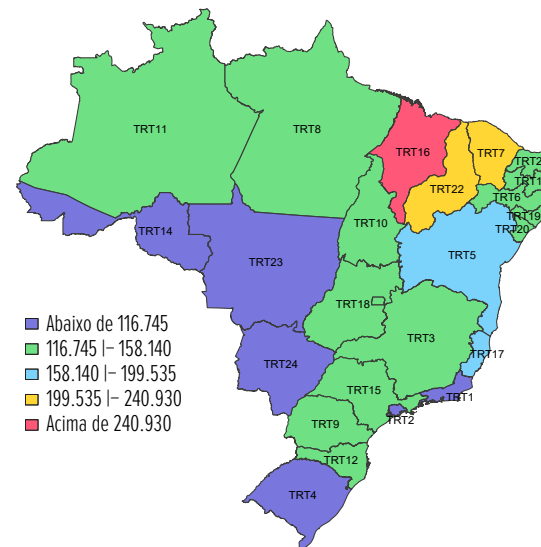 TRT11
TRT8
TRT16
TRT7
TRT2
TRT1
TRT22
TRT6
TRT19
TRT20
TRT10
TRT14
TRT5
TRT23
TRT18
TRT3
TRT17
TRT24
TRT15
TRT1
TRT2
TRT9
TRT12
TRT4
Abaixo de 116.745
116.745 |– 158.140
158.140 |– 199.535
199.535 |– 240.930
Acima de 240.930